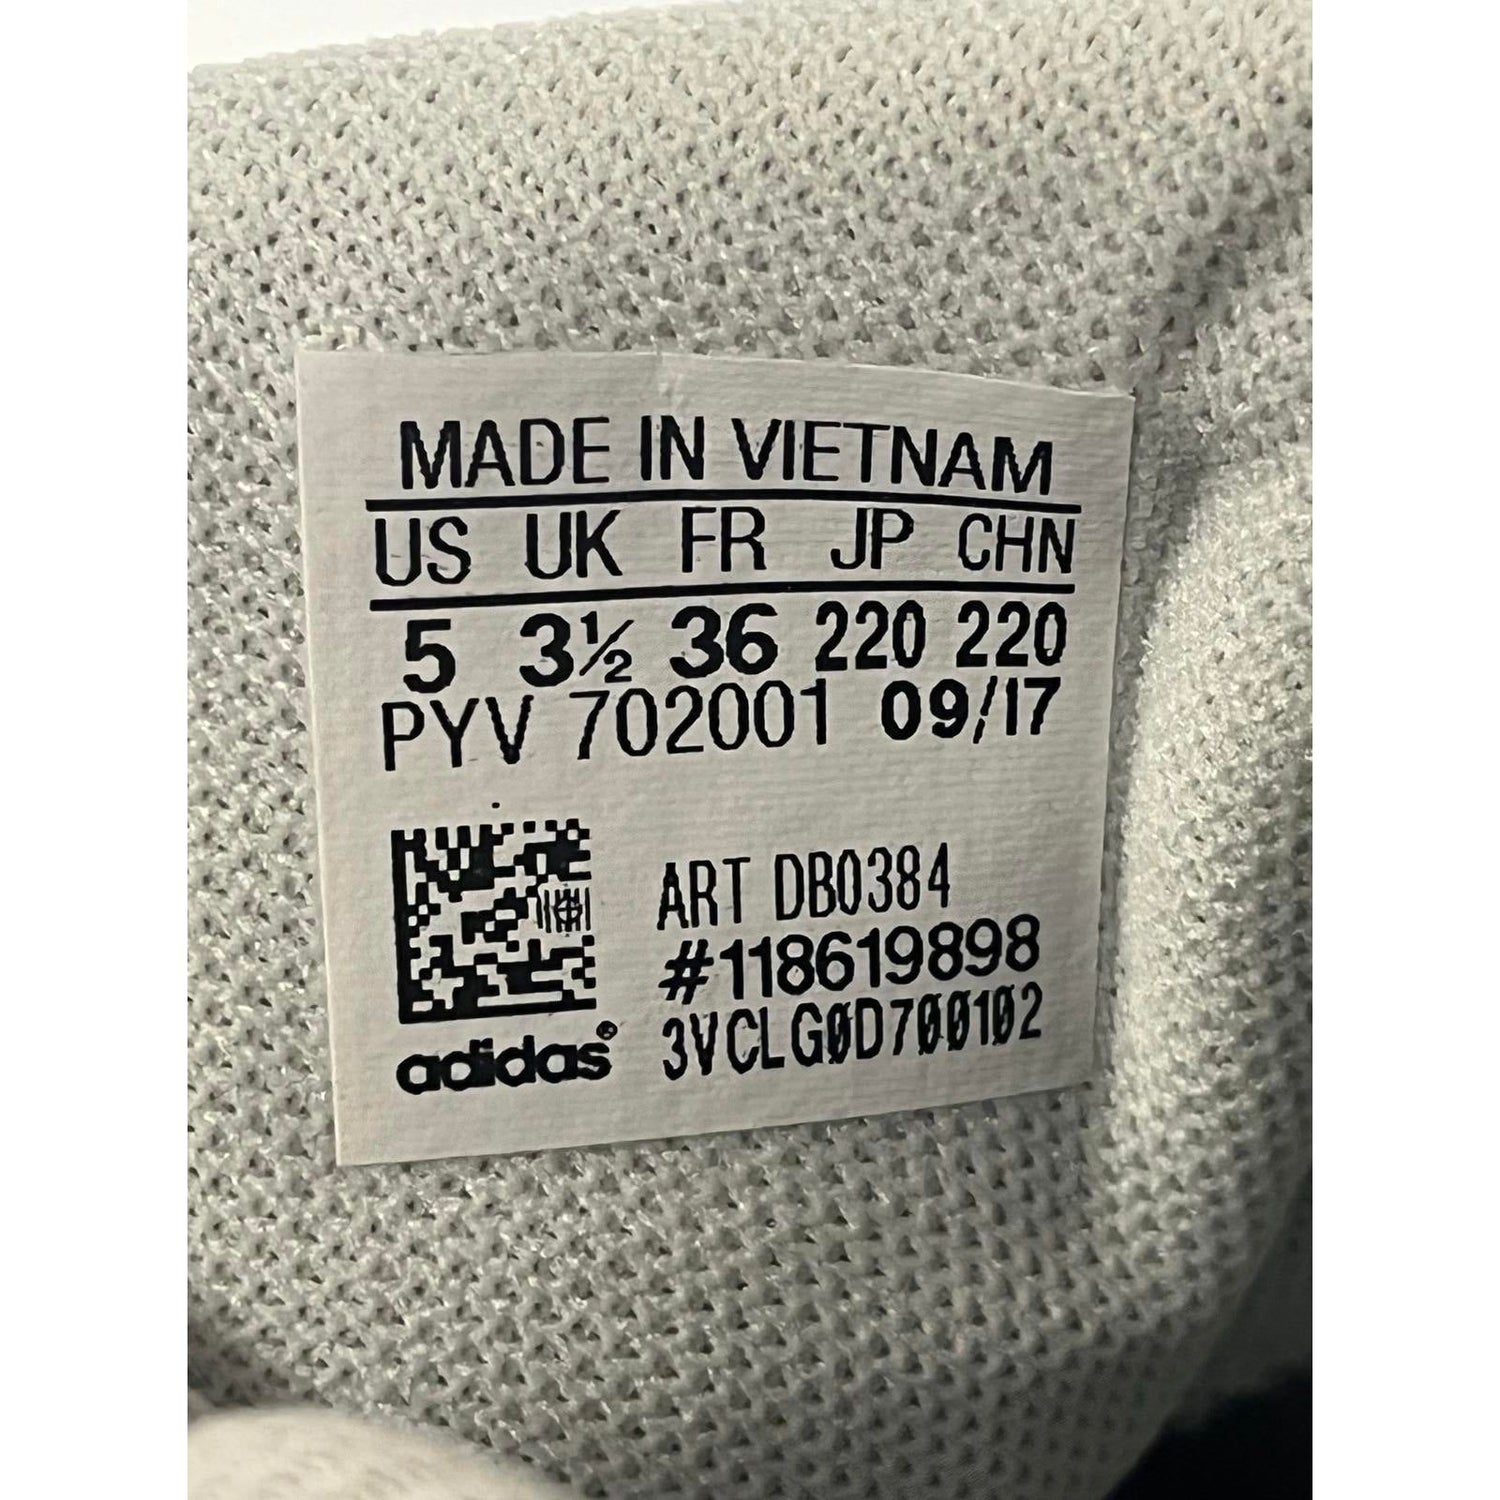 MADE IN VIETNAM
US UK FR JP CHN
5 3½ 36 220 220
PYV 702001 09/17
ART DB0384
#118619898
3VCLG0D700102
adidas®